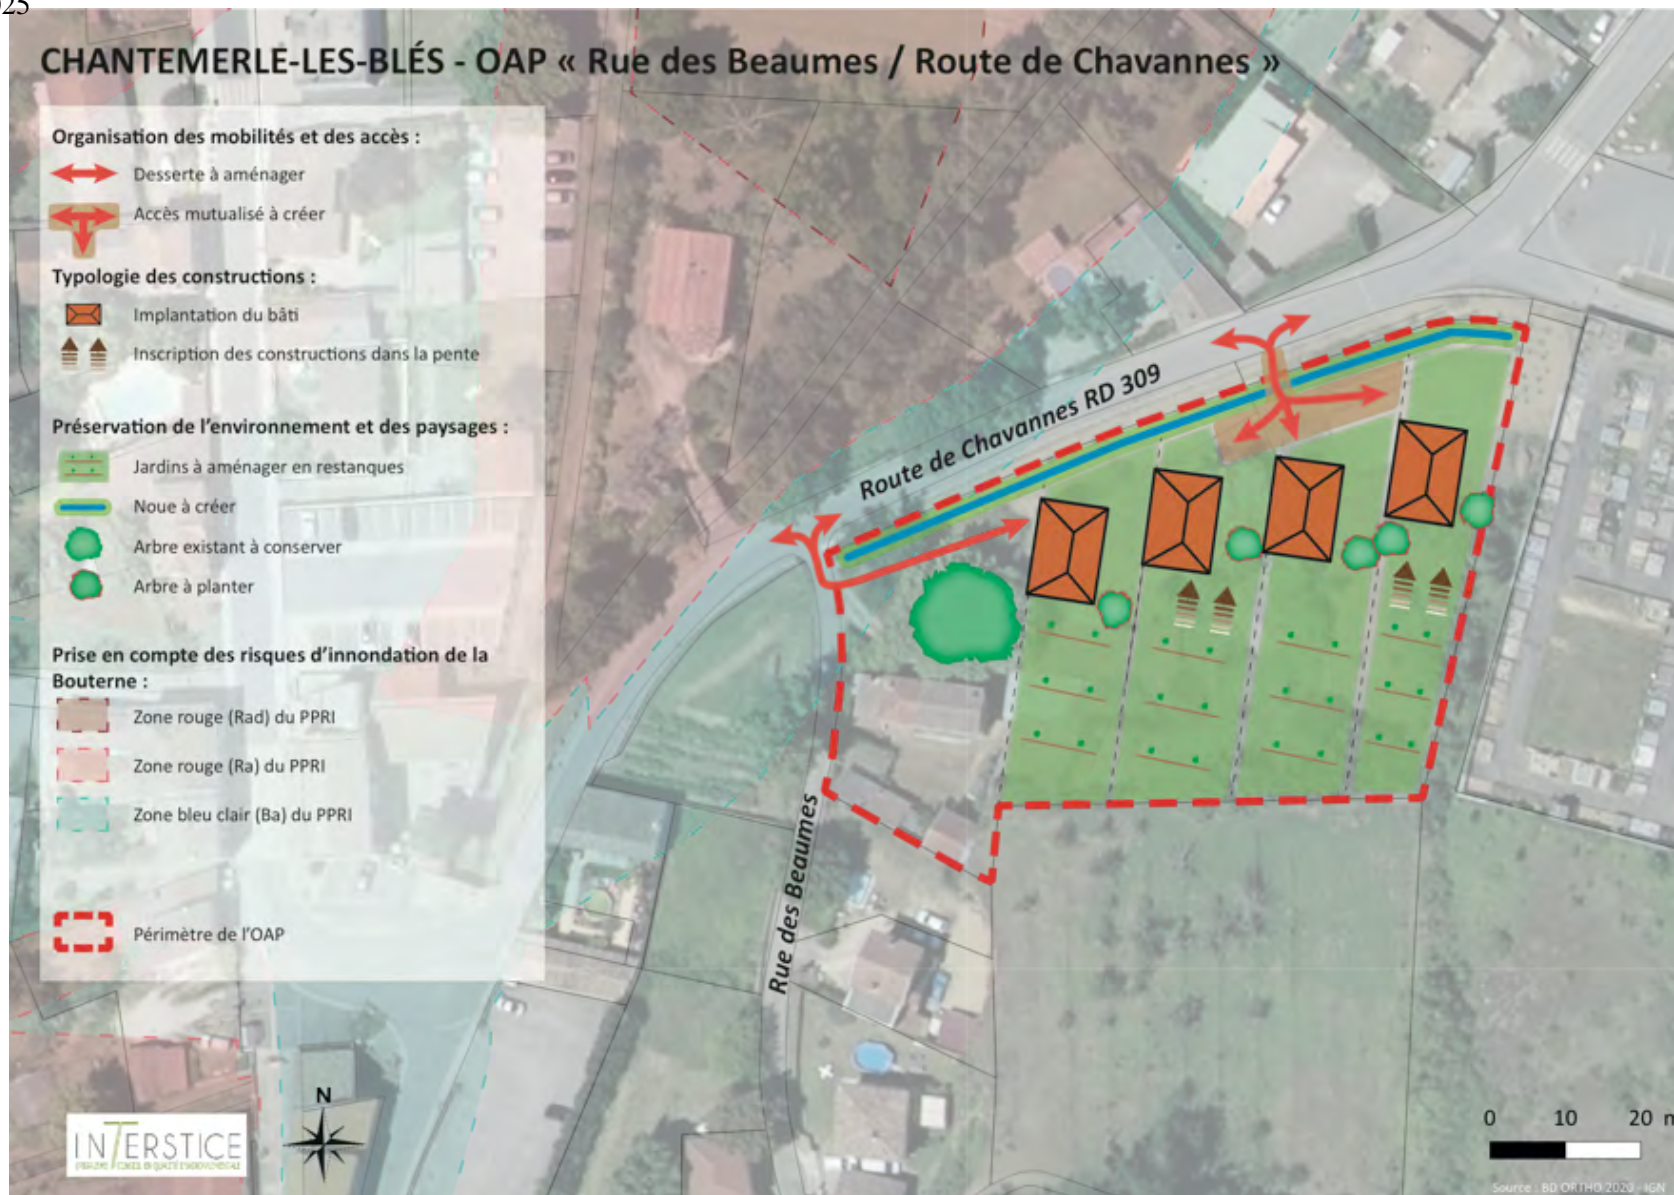 025
CHANTEMERLE-LES-BLÉS - OAP « Rue des Beaumes / Route de Chavannes »
Organisation des mobilités et des accès :
Desserte à aménager
Accès mutualisé à créer
Typologie des constructions :
Implantation du bâti
Inscription des constructions dans la pente
Préservation de l'environnement et des paysages :
Jardins à aménager en restanques
Noue à créer
Arbre existant à conserver
Arbre à planter
Prise en compte des risques d'innondation de la
Bouterne :
Zone rouge (Rad) du PPRI
Zone rouge (Ra) du PPRI
Zone bleu clair (Ba) du PPRI
Périmètre de l'OAP
Route de Chavannes RD 309
Rue des Beaumes
N
INTERSTICE
0 10 20 m
Source : BD ORTHO 2020 - IGN